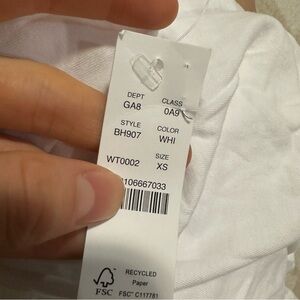 DEPT CLASS
GA8 0A9
STYLE COLOR
BH907 WHI
WT0002 SIZE
XS
106667033
RECYCLED
Paper
FSC
FSC® C117781